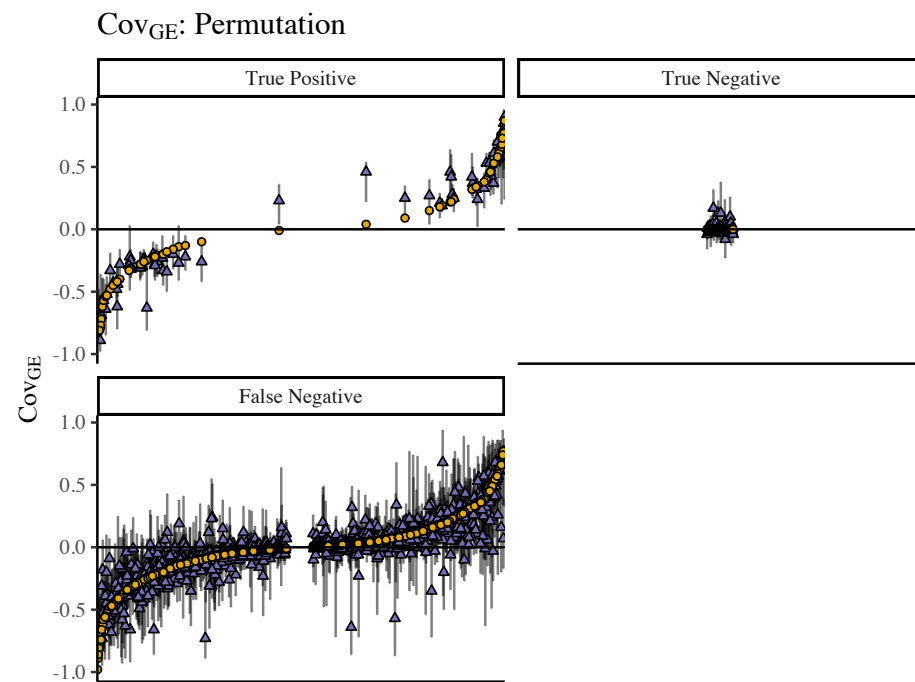 CovGE: Permutation
True Positive
True Negative
1.0
0.5
0.0
-0.5
-1.0
CovGE
False Negative
1.0
0.5
0.0
-0.5
-1.0